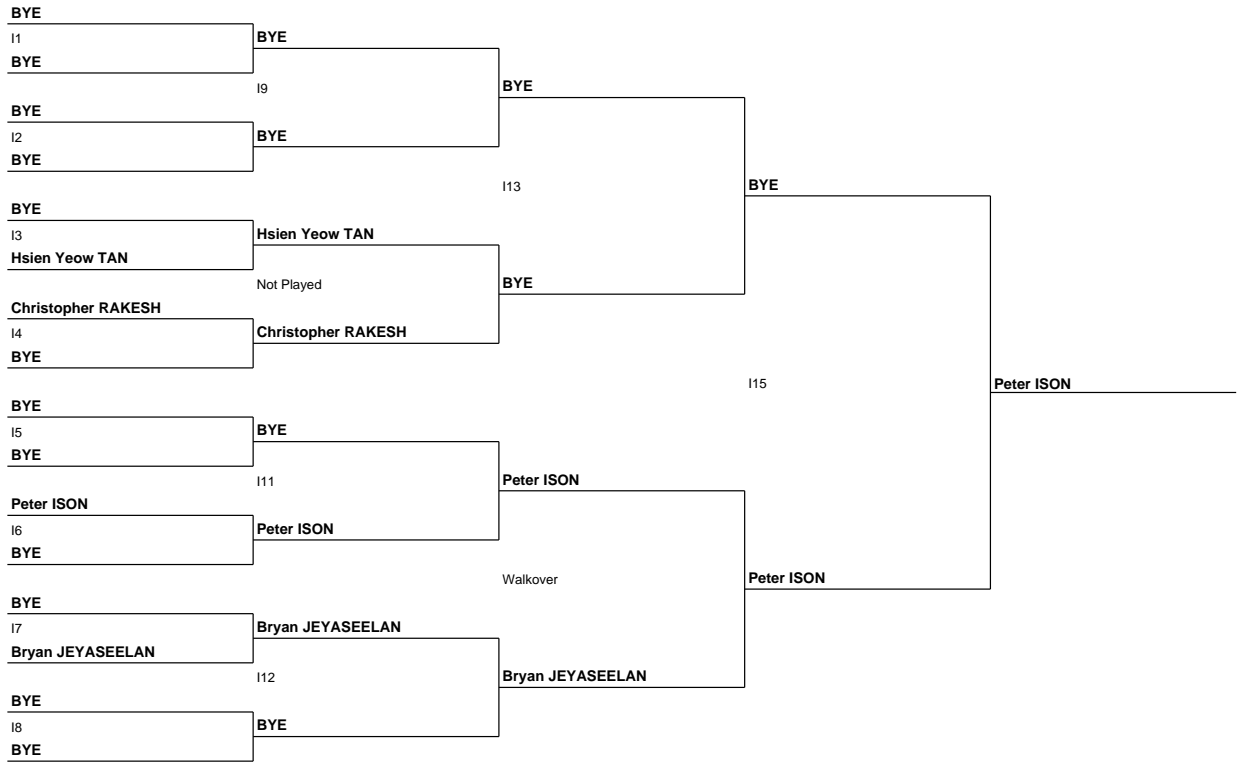 BYE
I1
BYE
BYE
I9
BYE
BYE
I2
BYE
BYE
I13
BYE
BYE
I3
Hsien Yeow TAN
Hsien Yeow TAN
Not Played
BYE
Christopher RAKESH
I4
Christopher RAKESH
BYE
I15
Peter ISON
BYE
I5
BYE
BYE
I11
Peter ISON
Peter ISON
I6
Peter ISON
BYE
Walkover
Peter ISON
BYE
I7
Bryan JEYASEELAN
Bryan JEYASEELAN
I12
Bryan JEYASEELAN
BYE
I8
BYE
BYE